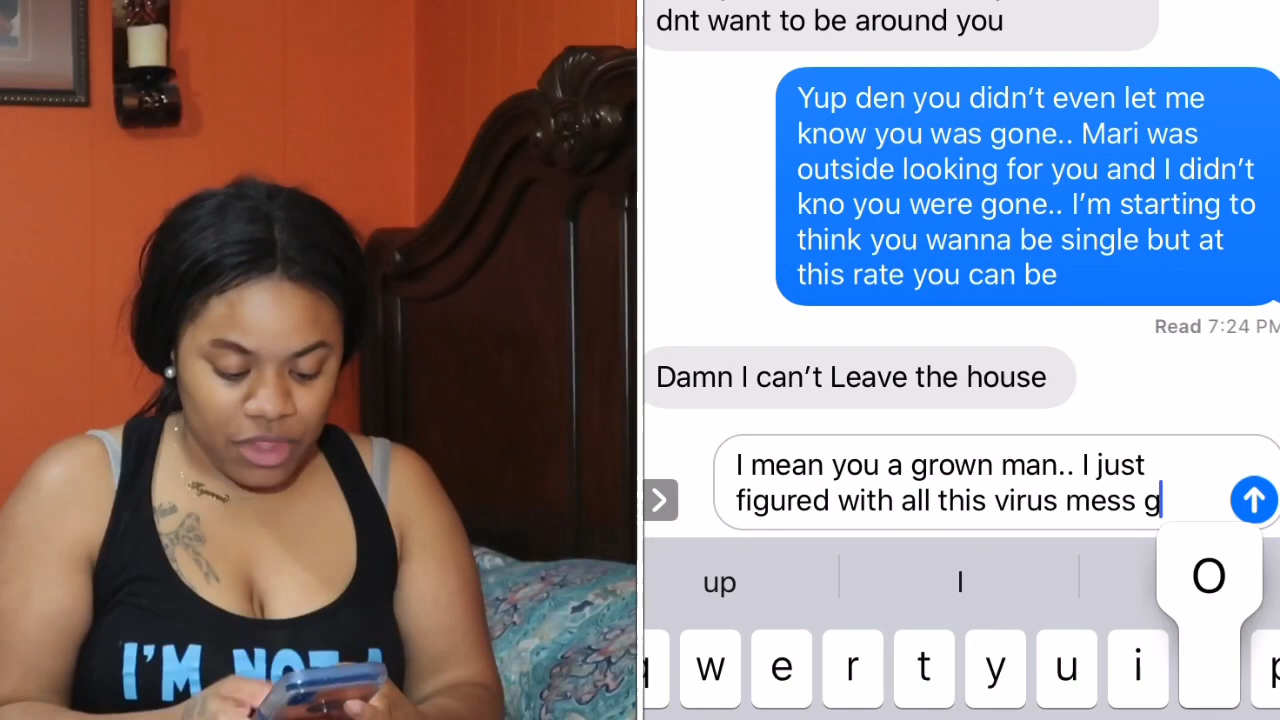 dnt want to be around you
Yup den you didn't even let me
know you was gone.. Mari was
outside looking for you and I didn't
kno you were gone.. I'm starting to
think you wanna be single but at
this rate you can be
Read 7:24 PM
Damn I can't Leave the house
I mean you a grown man.. I just
figured with all this virus mess g
up I
O
q w e r t y u i p
I'M NOT A